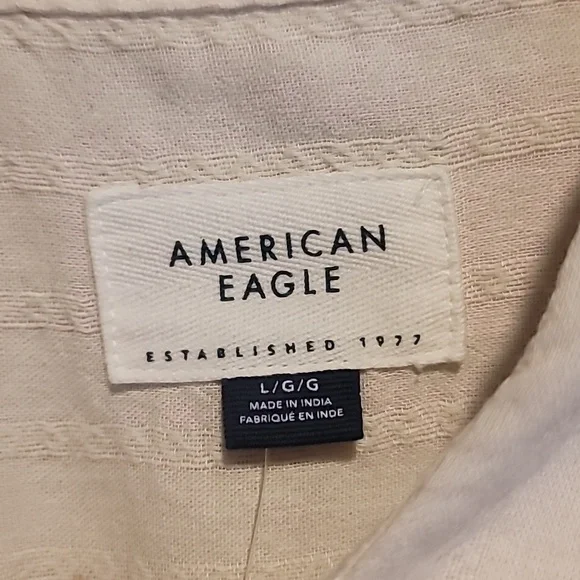 AMERICAN
EAGLE
ESTABLISHED 1977
L/G/G
MADE IN INDIA
FABRIQUÉ EN INDE